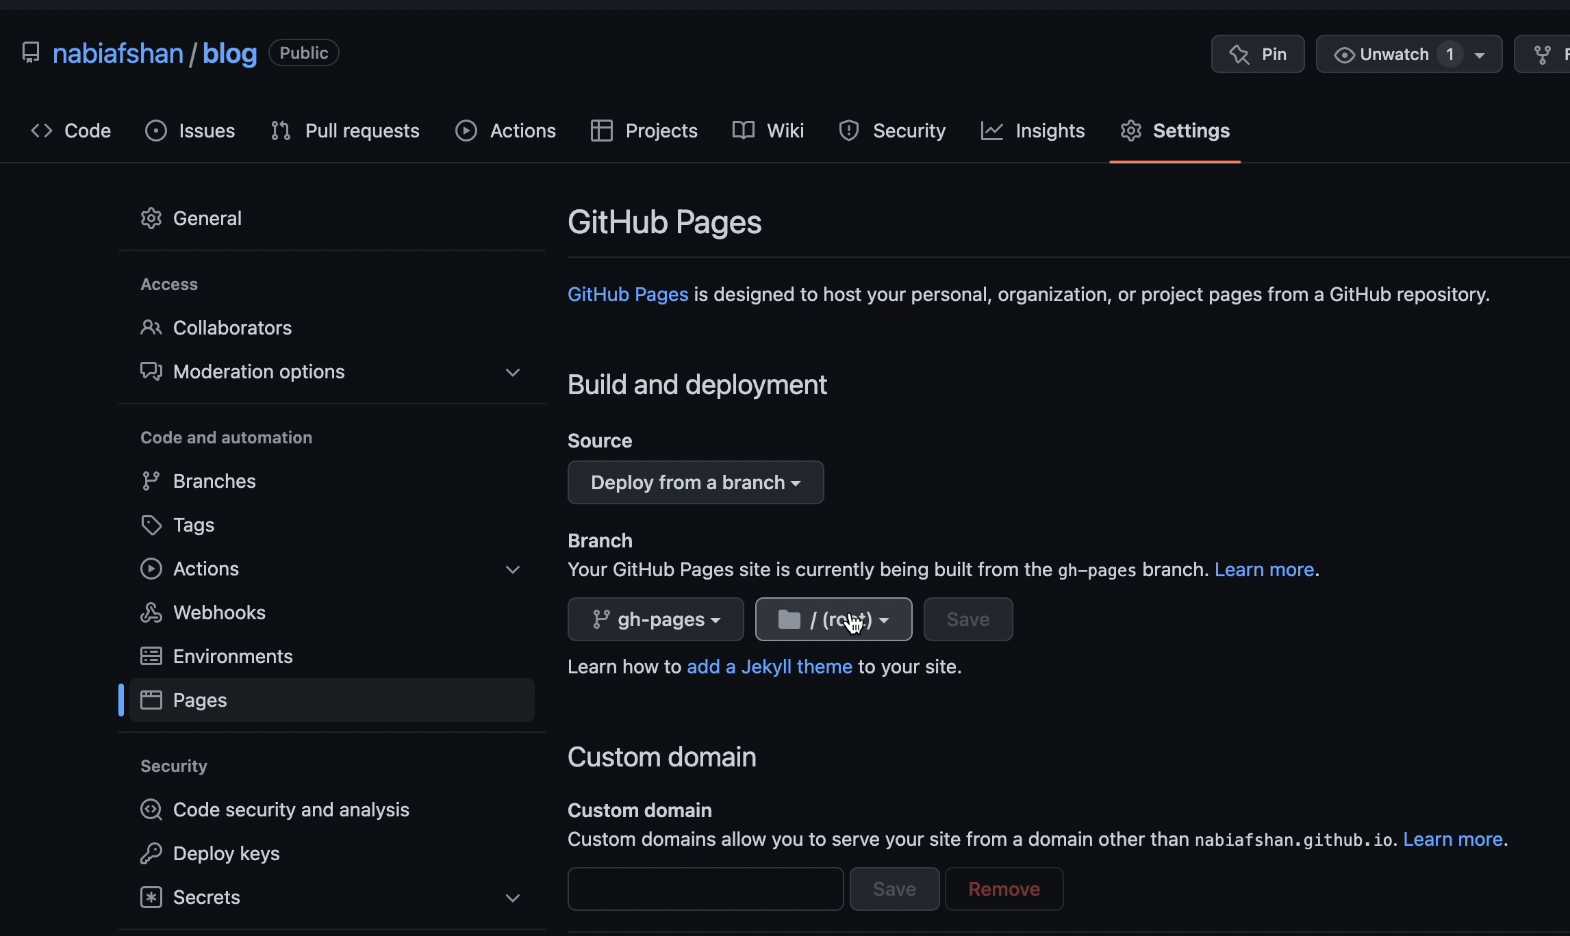 nabiafshan / blog Public
Pin
Unwatch 1
Code
Issues
Pull requests
Actions
Projects
Wiki
Security
Insights
Settings
General
Access
Collaborators
Moderation options
Code and automation
Branches
Tags
Actions
Webhooks
Environments
Pages
Security
Code security and analysis
Deploy keys
Secrets
GitHub Pages
GitHub Pages is designed to host your personal, organization, or project pages from a GitHub repository.
Build and deployment
Source
Deploy from a branch
Branch
Your GitHub Pages site is currently being built from the gh-pages branch. Learn more.
gh-pages
/ (root)
Save
Learn how to add a Jekyll theme to your site.
Custom domain
Custom domain
Custom domains allow you to serve your site from a domain other than nabiafshan.github.io. Learn more.
Save
Remove